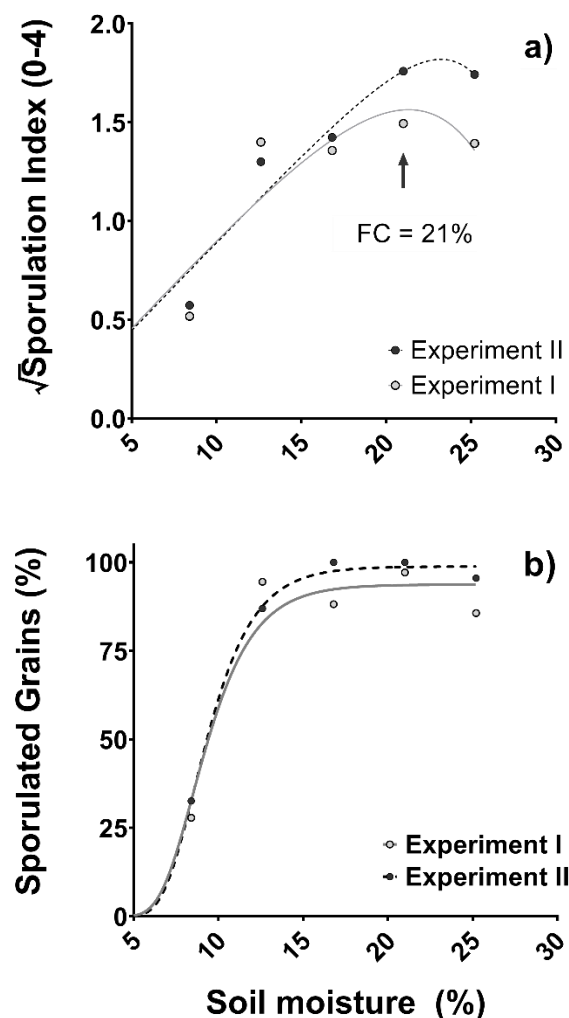 a)
√Sporulation Index (0-4)
2.0
1.5
1.0
0.5
0.0
FC = 21%
Experiment II
Experiment I
5
10
15
20
25
30
b)
Sporulated Grains (%)
100
75
50
25
0
Experiment I
Experiment II
5
10
15
20
25
30
Soil moisture (%)